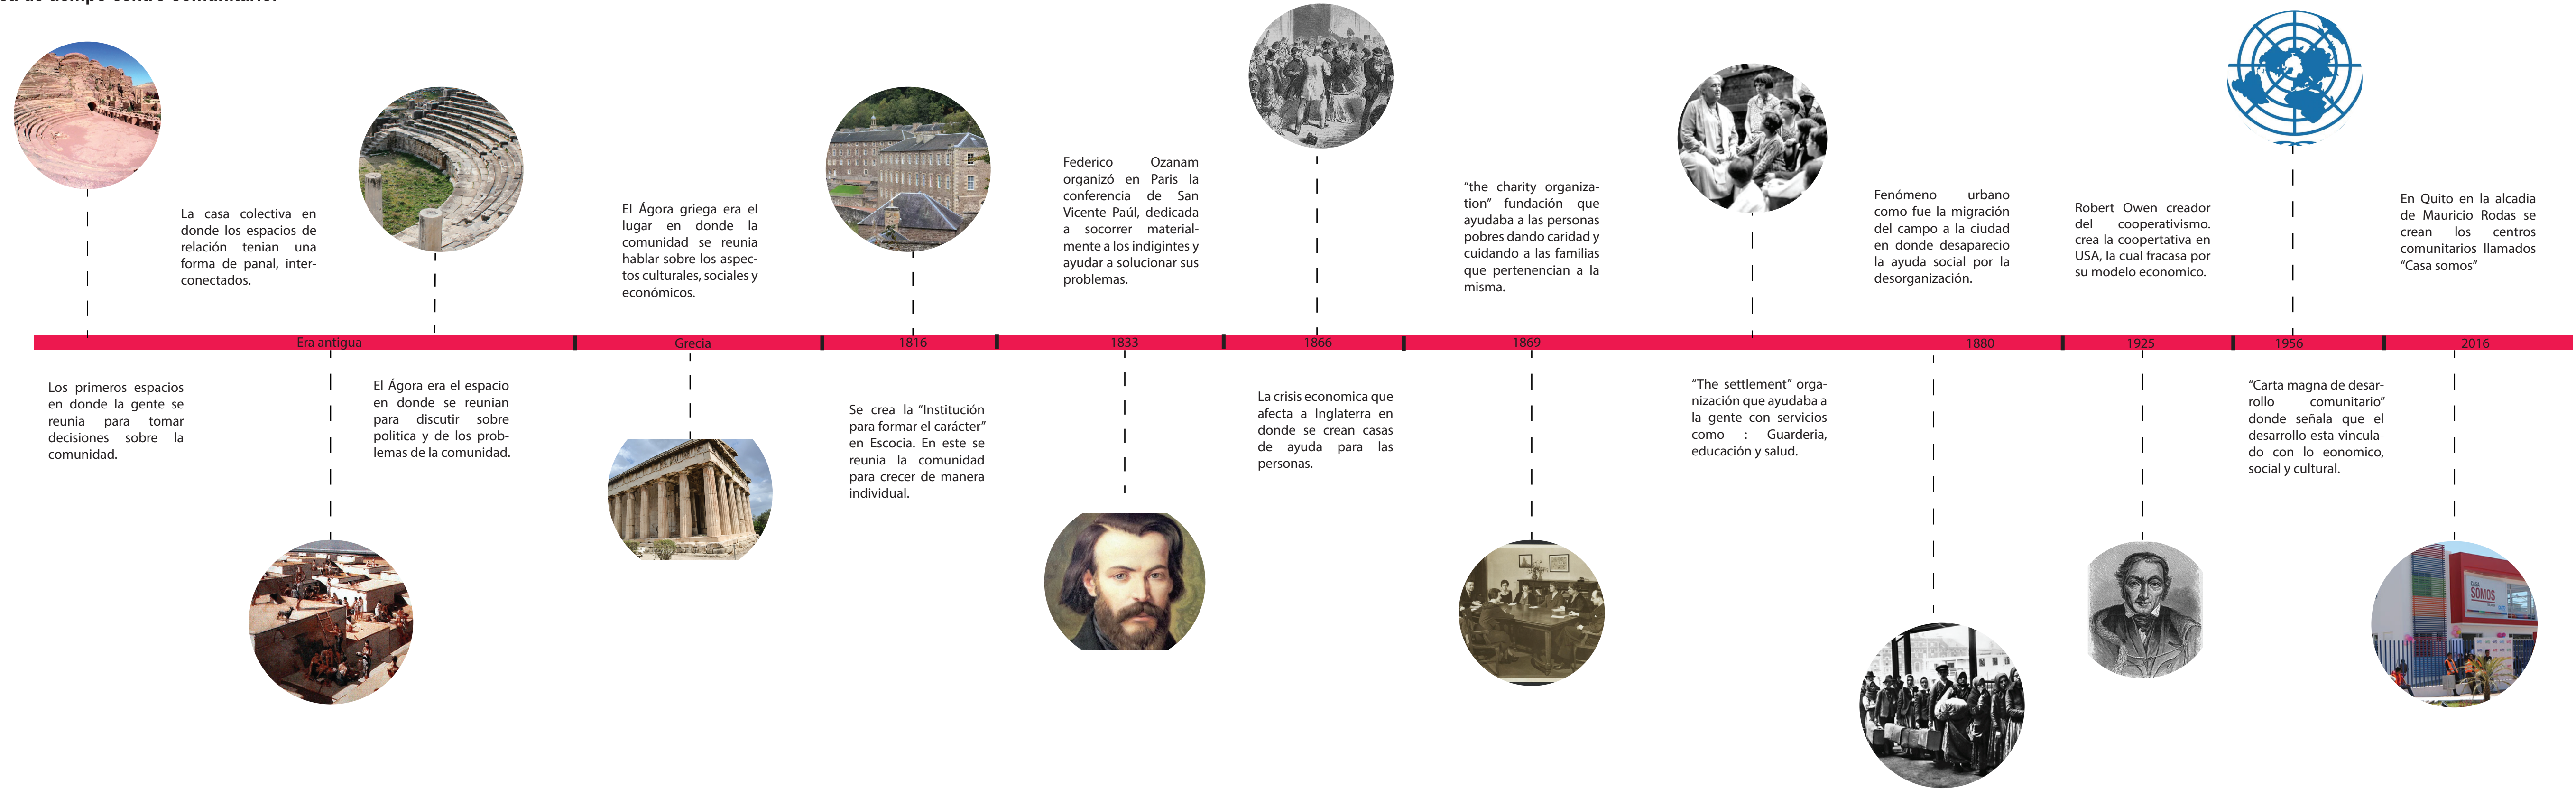 de tiempo centro comunitario.
La casa colectiva en
donde los espacios de
relación tenian una
forma de panal, inter-
conectados.
El Ágora griega era el
lugar en donde la
comunidad se reunia
hablar sobre los aspec-
tos culturales, sociales y
económicos.
Federico Ozanam
organizó en Paris la
conferencia de San
Vicente Paúl, dedicada
a socorrer material-
mente a los indigintes y
ayudar a solucionar sus
problemas.
“the charity organiza-
tion” fundación que
ayudaba a las personas
pobres dando caridad y
cuidando a las familias
que pertenencian a la
misma.
Fenómeno urbano
como fue la migración
del campo a la ciudad
en donde desaparecio
la ayuda social por la
desorganización.
Robert Owen creador
del cooperativismo.
crea la coopertativa en
USA, la cual fracasa por
su modelo economico.
En Quito en la alcadia
de Mauricio Rodas se
crean los centros
comunitarios llamados
“Casa somos”
Era antigua
Grecia
1816
1833
1866
1869
1880
1925
1956
2016
Los primeros espacios
en donde la gente se
reunia para tomar
decisiones sobre la
comunidad.
El Ágora era el espacio
en donde se reunian
para discutir sobre
politica y de los prob-
lemas de la comunidad.
Se crea la “Institución
para formar el carácter”
en Escocia. En este se
reunia la comunidad
para crecer de manera
individual.
La crisis economica que
afecta a Inglaterra en
donde se crean casas
de ayuda para las
personas.
“The settlement” orga-
nización que ayudaba a
la gente con servicios
como : Guarderia,
educación y salud.
“Carta magna de desar-
rollo comunitario”
donde señala que el
desarrollo esta vincula-
do con lo eonomico,
social y cultural.
CASA
SOMOS